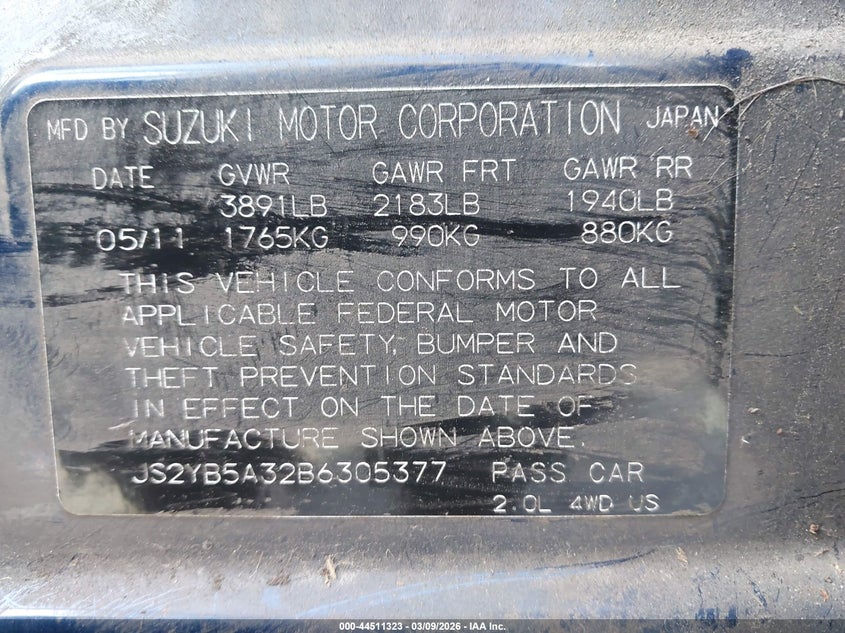 MFD BY SUZUKI MOTOR CORPORATION JAPAN
DATE GVWR GAWR FRT GAWR RR
3891LB 2183LB 1940LB
05/11 1765KG 990KG 880KG
THIS VEHICLE CONFORMS TO ALL
APPLICABLE FEDERAL MOTOR
VEHICLE SAFETY, BUMPER AND
THEFT PREVENTION STANDARDS
IN EFFECT ON THE DATE OF
MANUFACTURE SHOWN ABOVE.
JS2YB5A32B6305377 PASS CAR
2.0L 4WD US
000-44511323 - 03/09/2026 - IAA Inc.